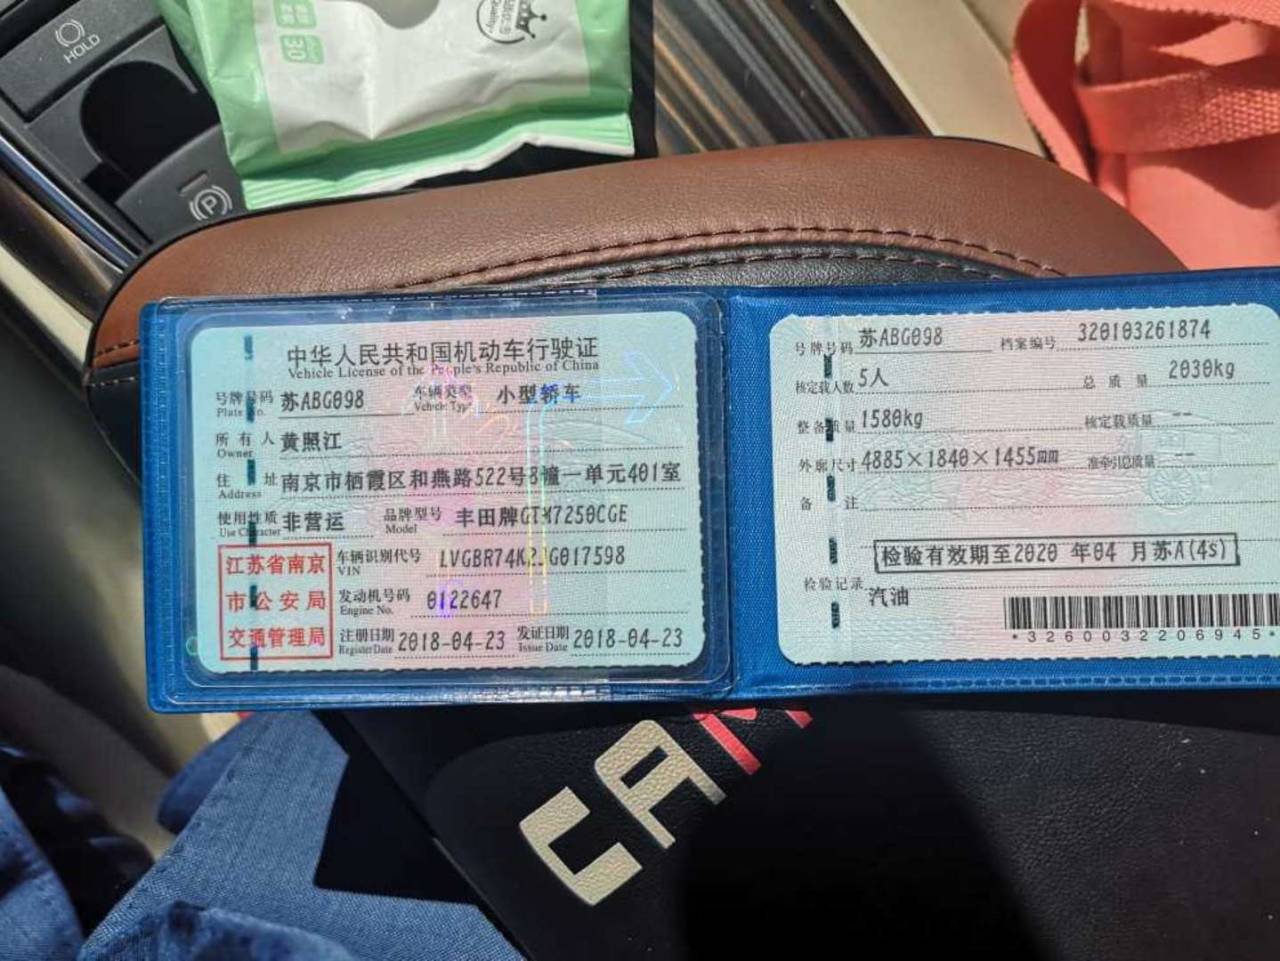 HOLD
30
Quality
P
中华人民共和国机动车行驶证
Vehicle License of the People's Republic of China
号牌号码 苏ABG098 车辆类型 小型轿车
Plate No. Vehicle Type
所有人 黄照江
Owner
住址 南京市栖霞区和燕路522号8幢一单元401室
Address
使用性质 非营运 品牌型号 丰田牌GTM7250CGE
Use Character Model
江苏省南京
市公安局
交通管理局
车辆识别代号 LVGBR74K2JG017598
VIN
发动机号码 0122647
Engine No.
注册日期 2018-04-23 发证日期 2018-04-23
Register Date Issue Date
号牌号码 苏ABG098 档案编号 320103261874
核定载人数 5人 总质量 2030kg
整备质量 1580kg 核定载质量 --
外廓尺寸 4885×1840×1455mm 准牵引总质量 --
备注
检验有效期至2020 年04 月苏A(4s)
检验记录
汽油
*3260032206945*
CAM